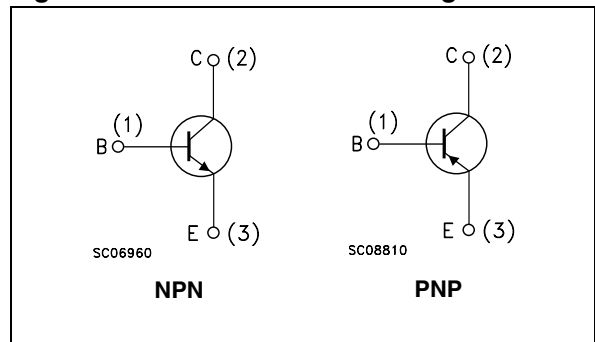 C (2)
(1)
B
E (3)
SC06960
NPN
C (2)
(1)
B
E (3)
SC08810
PNP